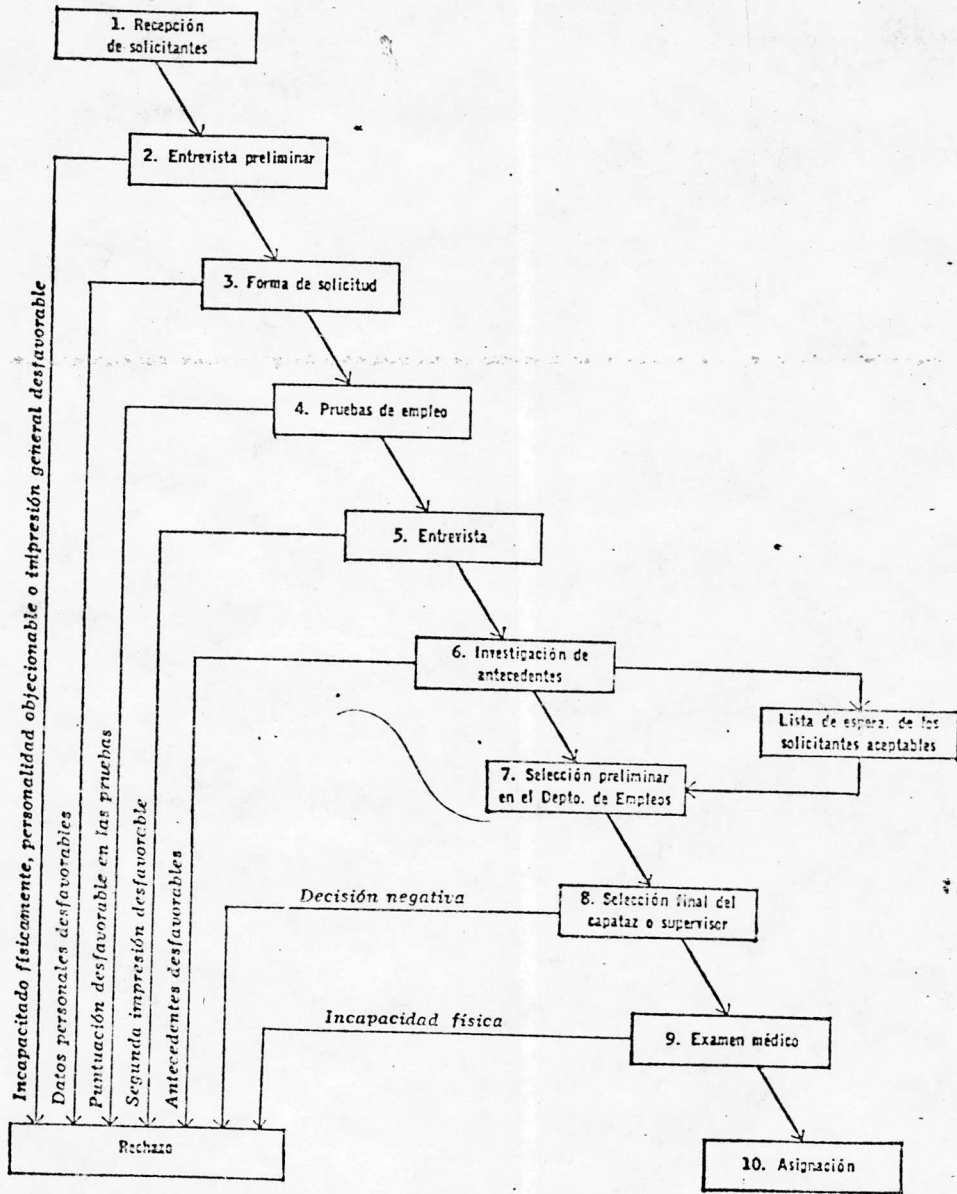 1. Recepción
de solicitantes
2. Entrevista preliminar
3. Forma de solicitud
4. Pruebas de empleo
5. Entrevista
6. Investigación de
antecedentes
Lista de espera. de los
solicitantes aceptables
7. Selección preliminar
en el Depto. de Empleos
8. Selección final del
capataz o supervisor
9. Examen médico
10. Asignación
Incapacitado físicamente, personalidad objecionable o impresión general desfavorable
Datos personales desfavorables
Puntuación desfavorable en las pruebas
Segunda impresión desfavorable
Antecedentes desfavorables
Decisión negativa
Incapacidad física
Rechazo